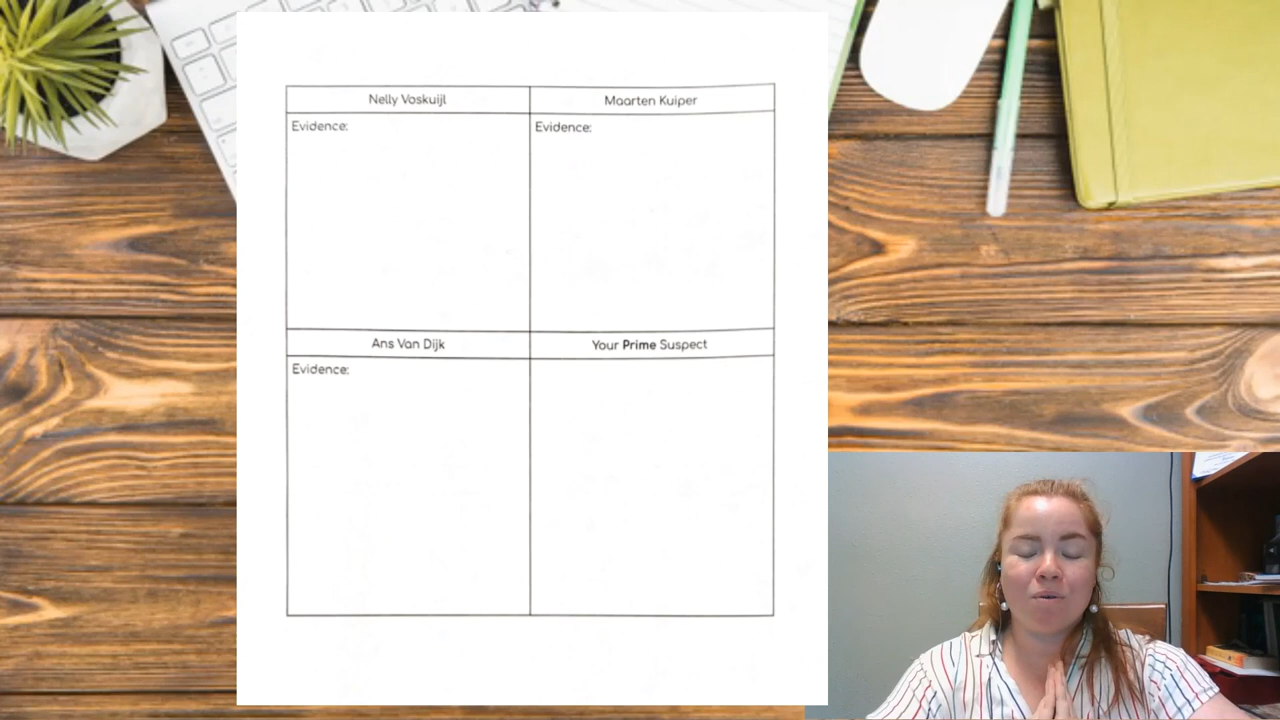 Nelly Voskuijl
Maarten Kuiper
Evidence:
Evidence:
Ans Van Dijk
Your Prime Suspect
Evidence: